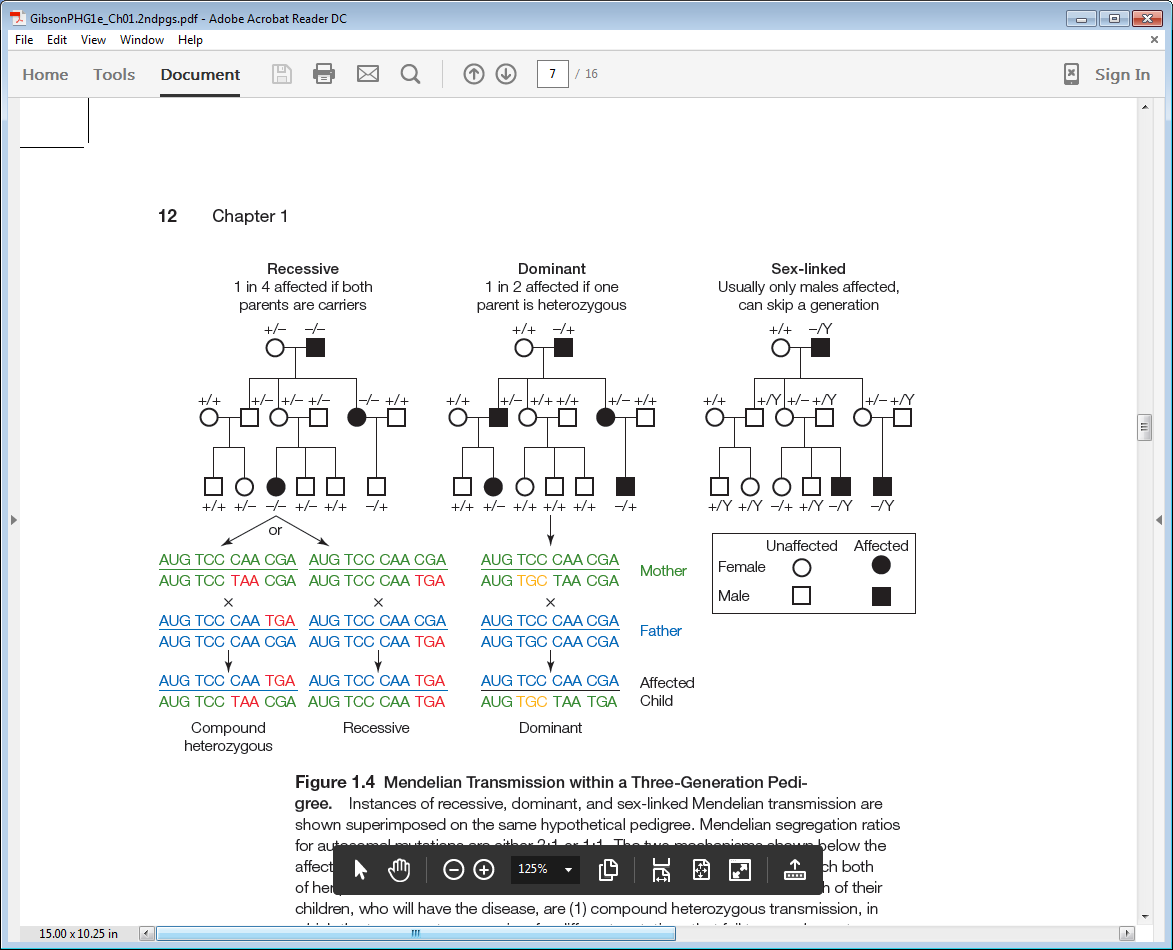 GibsonPHG1e_Ch01.2ndpgs.pdf - Adobe Acrobat Reader DC
File Edit View Window Help
Home Tools Document 7 / 16 Sign In
12 Chapter 1
Recessive
1 in 4 affected if both
parents are carriers
Dominant
1 in 2 affected if one
parent is heterozygous
Sex-linked
Usually only males affected,
can skip a generation
+/– –/– +/+ –/+ +/+ –/Y
+/+ +/– +/– +/– –/– +/+ +/+ +/– +/+ +/+ +/– +/+ +/+ +/Y +/– +/Y +/– +/Y
+/+ +/– –/– +/– +/+ –/+ +/+ +/– +/+ +/+ +/+ –/+ +/Y +/Y –/+ +/Y –/Y –/Y
or
AUG TCC CAA CGA AUG TCC CAA CGA AUG TCC CAA CGA
AUG TCC TAA CGA AUG TCC CAA TGA AUG TGC TAA CGA
Mother
× × ×
AUG TCC CAA TGA AUG TCC CAA CGA AUG TCC CAA CGA
AUG TCC CAA CGA AUG TCC CAA TGA AUG TGC CAA CGA
Father
AUG TCC CAA TGA AUG TCC CAA TGA AUG TCC CAA CGA
AUG TCC TAA CGA AUG TCC CAA TGA AUG TGC TAA TGA
Affected
Child
Compound
heterozygous
Recessive
Dominant
Unaffected Affected
Female
Male
Figure 1.4 Mendelian Transmission within a Three-Generation Pedi-
gree. Instances of recessive, dominant, and sex-linked Mendelian transmission are
shown superimposed on the same hypothetical pedigree. Mendelian segregation ratios
for autosomal mutations are either 3:1 or 1:1. The two mechanisms shown below the
affect ch both
of her h of their
children, who will have the disease, are (1) compound heterozygous transmission, in
125%
15.00 x 10.25 in